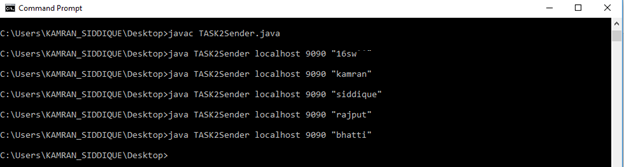 Command Prompt
C:\Users\KAMRAN_SIDDIQUE\Desktop>javac TASK2Sender.java
C:\Users\KAMRAN_SIDDIQUE\Desktop>java TASK2Sender localhost 9090 "16sw``"
C:\Users\KAMRAN_SIDDIQUE\Desktop>java TASK2Sender localhost 9090 "kamran"
C:\Users\KAMRAN_SIDDIQUE\Desktop>java TASK2Sender localhost 9090 "siddique"
C:\Users\KAMRAN_SIDDIQUE\Desktop>java TASK2Sender localhost 9090 "rajput"
C:\Users\KAMRAN_SIDDIQUE\Desktop>java TASK2Sender localhost 9090 "bhatti"
C:\Users\KAMRAN_SIDDIQUE\Desktop>